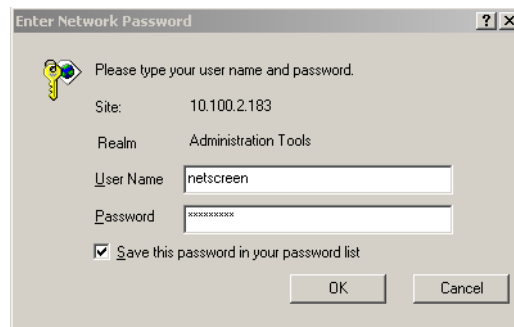 Enter Network Password
Please type your user name and password.
Site: 10.100.2.183
Realm Administration Tools
User Name netscreen
Password xxxxxxxxx
Save this password in your password list
OK Cancel